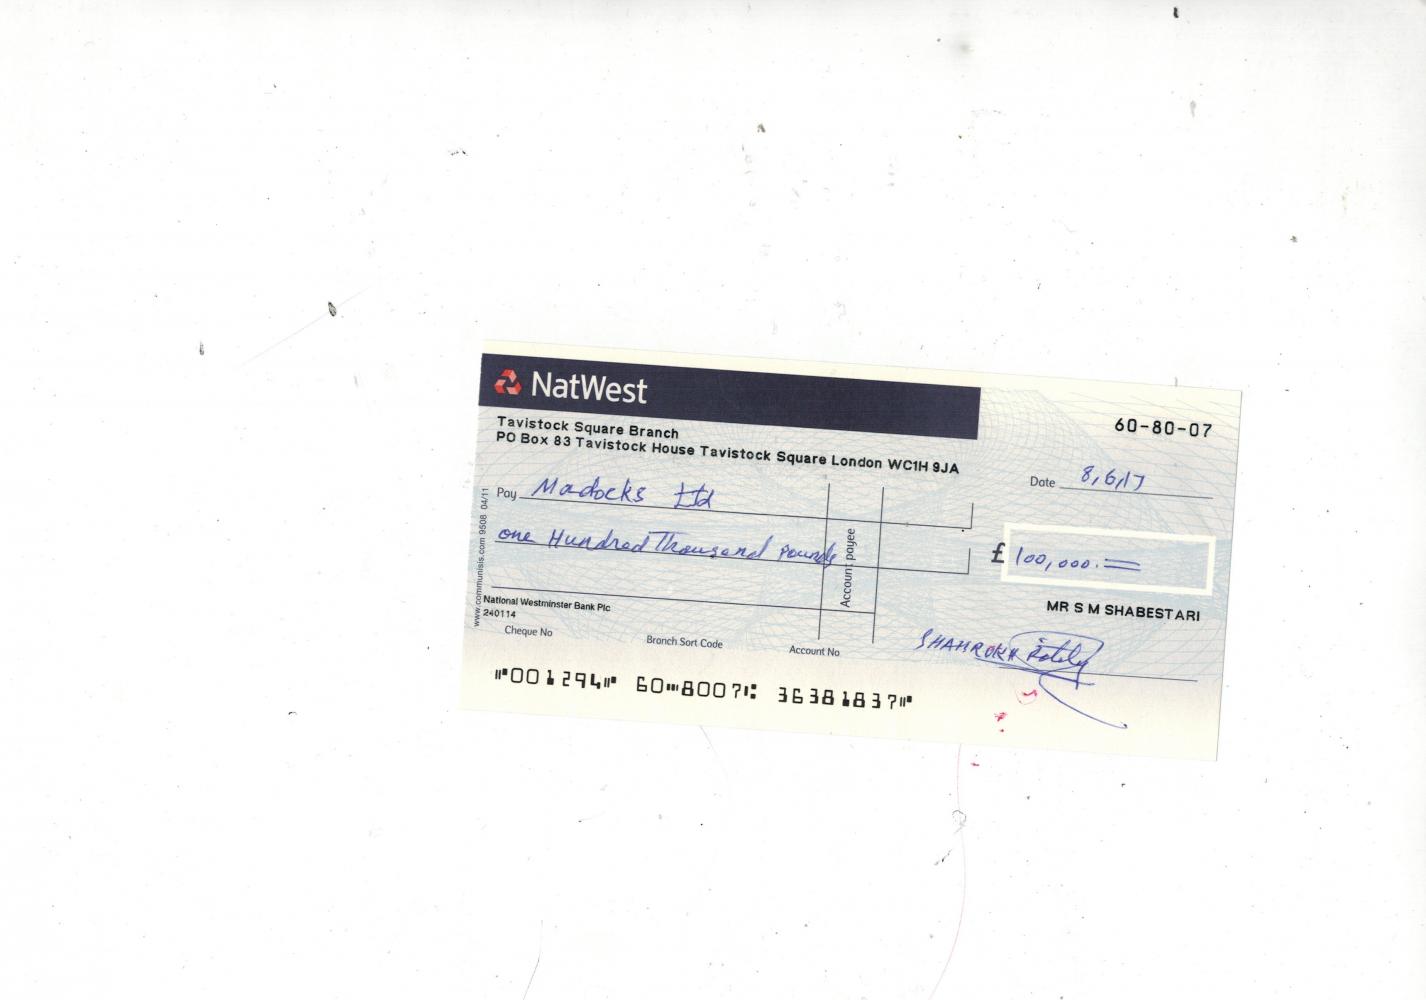 NatWest
60-80-07
Tavistock Square Branch
PO Box 83 Tavistock House Tavistock Square London WC1H 9JA
Date 8,6,17
Pay Madocks Ltd
one Hundred Thousand pounds
£ 100,000.=
Account payee
www.communisis.com 9508 04/11
MR S M SHABESTARI
National Westminster Bank Plc
240114
Cheque No Branch Sort Code Account No
SHAHROKH
⑈001294⑈ 60⑉8007⑆ 36381837⑈